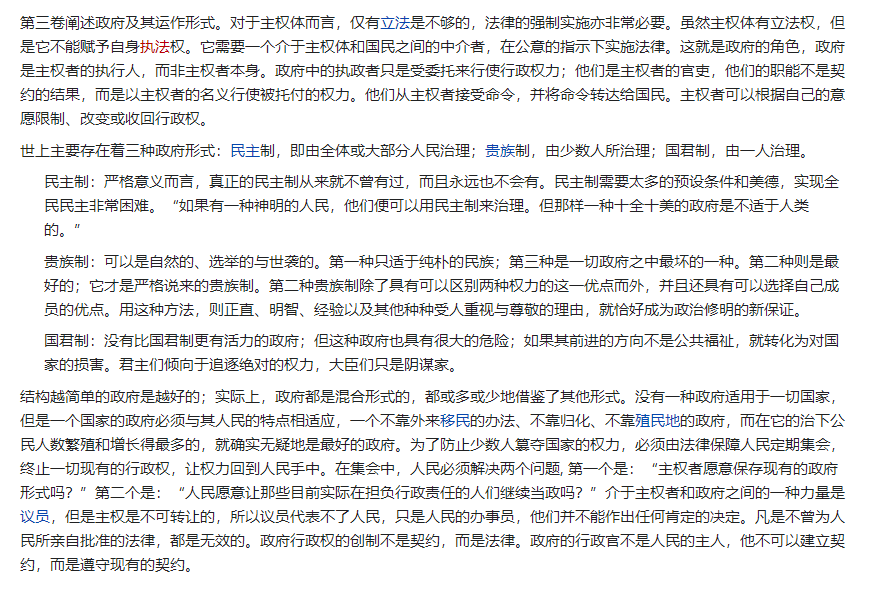 第三卷阐述政府及其运作形式。对于主权体而言，仅有立法是不够的，法律的强制实施亦非常必要。虽然主权体有立法权，但
是它不能赋予自身执法权。它需要一个介于主权体和国民之间的中介者，在公意的指示下实施法律。这就是政府的角色，政府
是主权者的执行人，而非主权者本身。政府中的执政者只是受委托来行使行政权力；他们是主权者的官吏，他们的职能不是契
约的结果，而是以主权者的名义行使被托付的权力。他们从主权者接受命令，并将命令转达给国民。主权者可以根据自己的意
愿限制、改变或收回行政权。
世上主要存在着三种政府形式：民主制，即由全体或大部分人民治理；贵族制，由少数人所治理；国君制，由一人治理。
民主制：严格意义而言，真正的民主制从来就不曾有过，而且永远也不会有。民主制需要太多的预设条件和美德，实现全
民民主非常困难。“如果有一种神明的人民，他们便可以用民主制来治理。但那样一种十全十美的政府是不适于人类
的。”
贵族制：可以是自然的、选举的与世袭的。第一种只适于纯朴的民族；第三种是一切政府之中最坏的一种。第二种则是最
好的；它才是严格说来的贵族制。第二种贵族制除了具有可以区别两种权力的这一优点而外，并且还具有可以选择自己成
员的优点。用这种方法，则正直、明智、经验以及其他种种受人重视与尊敬的理由，就恰好成为政治修明的新保证。
国君制：没有比国君制更有活力的政府；但这种政府也具有很大的危险；如果其前进的方向不是公共福祉，就转化为对国
家的损害。君主们倾向于追逐绝对的权力，大臣们只是阴谋家。
结构越简单的政府是越好的；实际上，政府都是混合形式的，都或多或少地借鉴了其他形式。没有一种政府适用于一切国家，
但是一个国家的政府必须与其人民的特点相适应，一个不靠外来移民的办法、不靠归化、不靠殖民地的政府，而在它的治下公
民人数繁殖和增长得最多的，就确实无疑地是最好的政府。为了防止少数人篡夺国家的权力，必须由法律保障人民定期集会，
终止一切现有的行政权，让权力回到人民手中。在集会中，人民必须解决两个问题, 第一个是：“主权者愿意保存现有的政府
形式吗？”第二个是：“人民愿意让那些目前实际在担负行政责任的人们继续当政吗？”介于主权者和政府之间的一种力量是
议员，但是主权是不可转让的，所以议员代表不了人民，只是人民的办事员，他们并不能作出任何肯定的决定。凡是不曾为人
民所亲自批准的法律，都是无效的。政府行政权的创制不是契约，而是法律。政府的行政官不是人民的主人，他不可以建立契
约，而是遵守现有的契约。